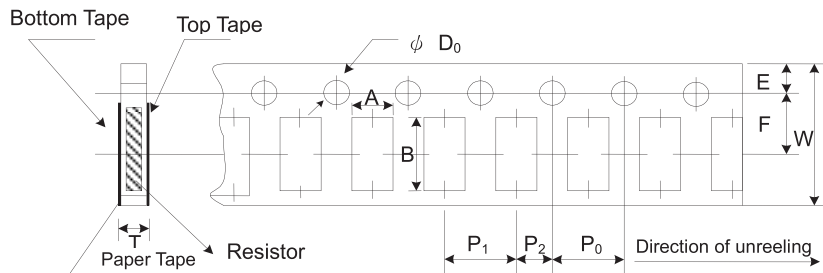 Bottom Tape
Top Tape
ψ D₀
E
A
F
B
W
T
Paper Tape
Resistor
P₁
P₂
P₀
Direction of unreeling